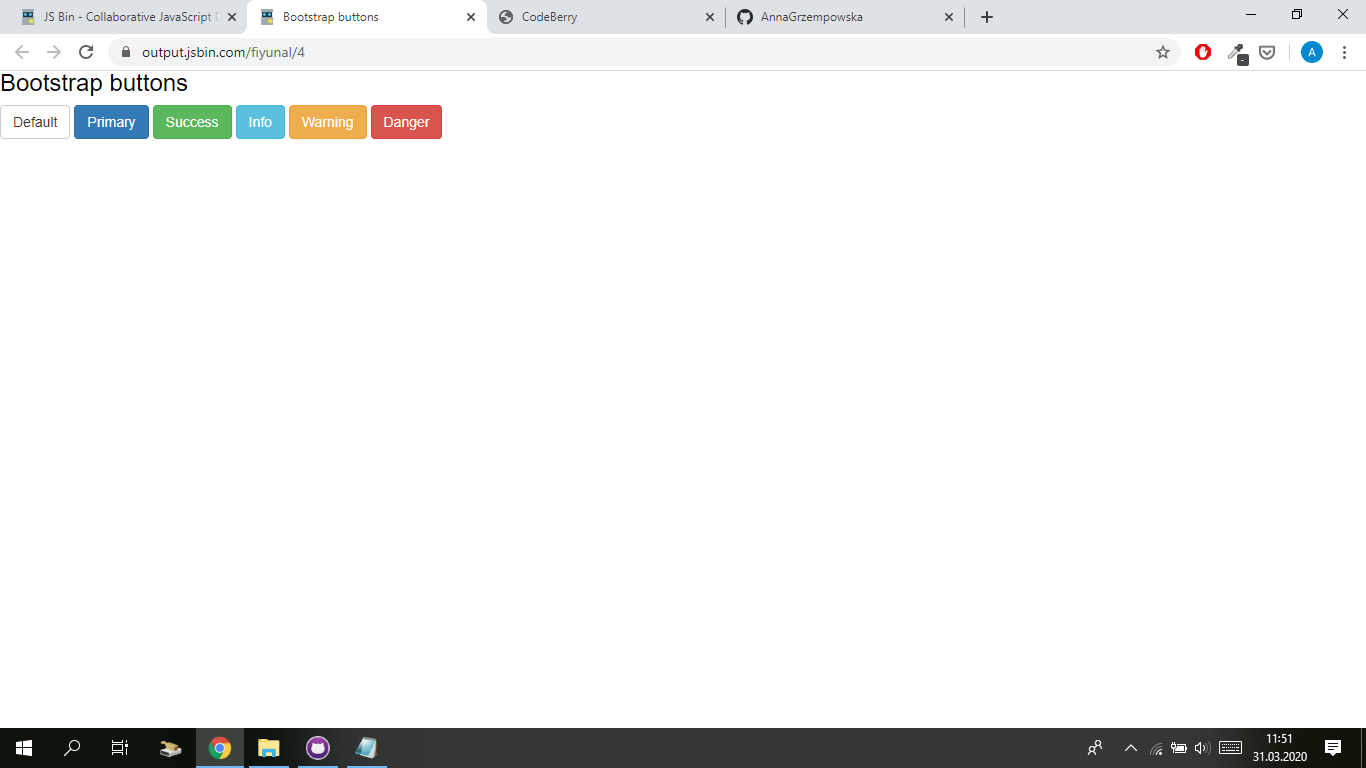 JS Bin - Collaborative JavaScript D
Bootstrap buttons
CodeBerry
AnnaGrzempowska
output.jsbin.com/fiyunal/4
A
Bootstrap buttons
Default Primary Success Info Warning Danger
11:51
31.03.2020